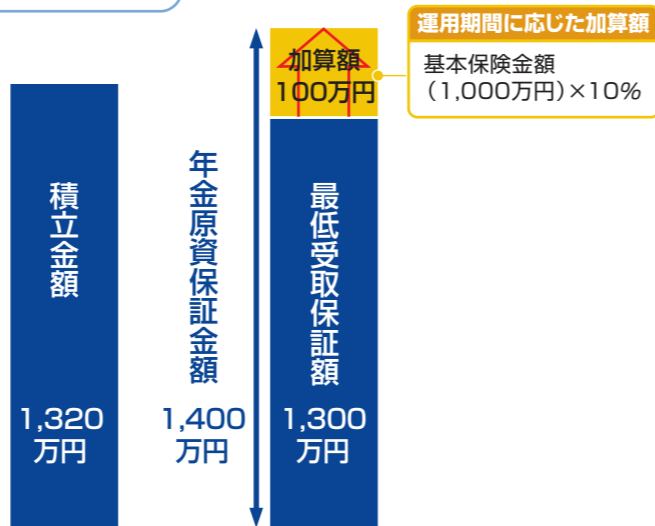 運用期間に応じた加算額
基本保険金額
（1,000万円）×10％
加算額
100万円
積立金額
1,320
万円
年金原資保証金額
1,400
万円
最低受取保証額
1,300
万円